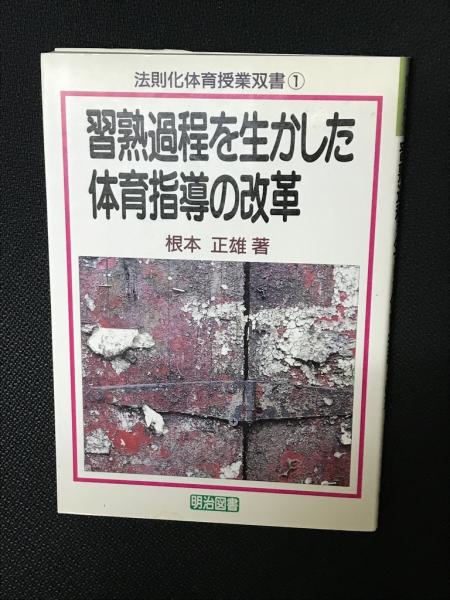 法則化体育授業双書①
習熟過程を生かした
体育指導の改革
根本 正雄 著
明治図書